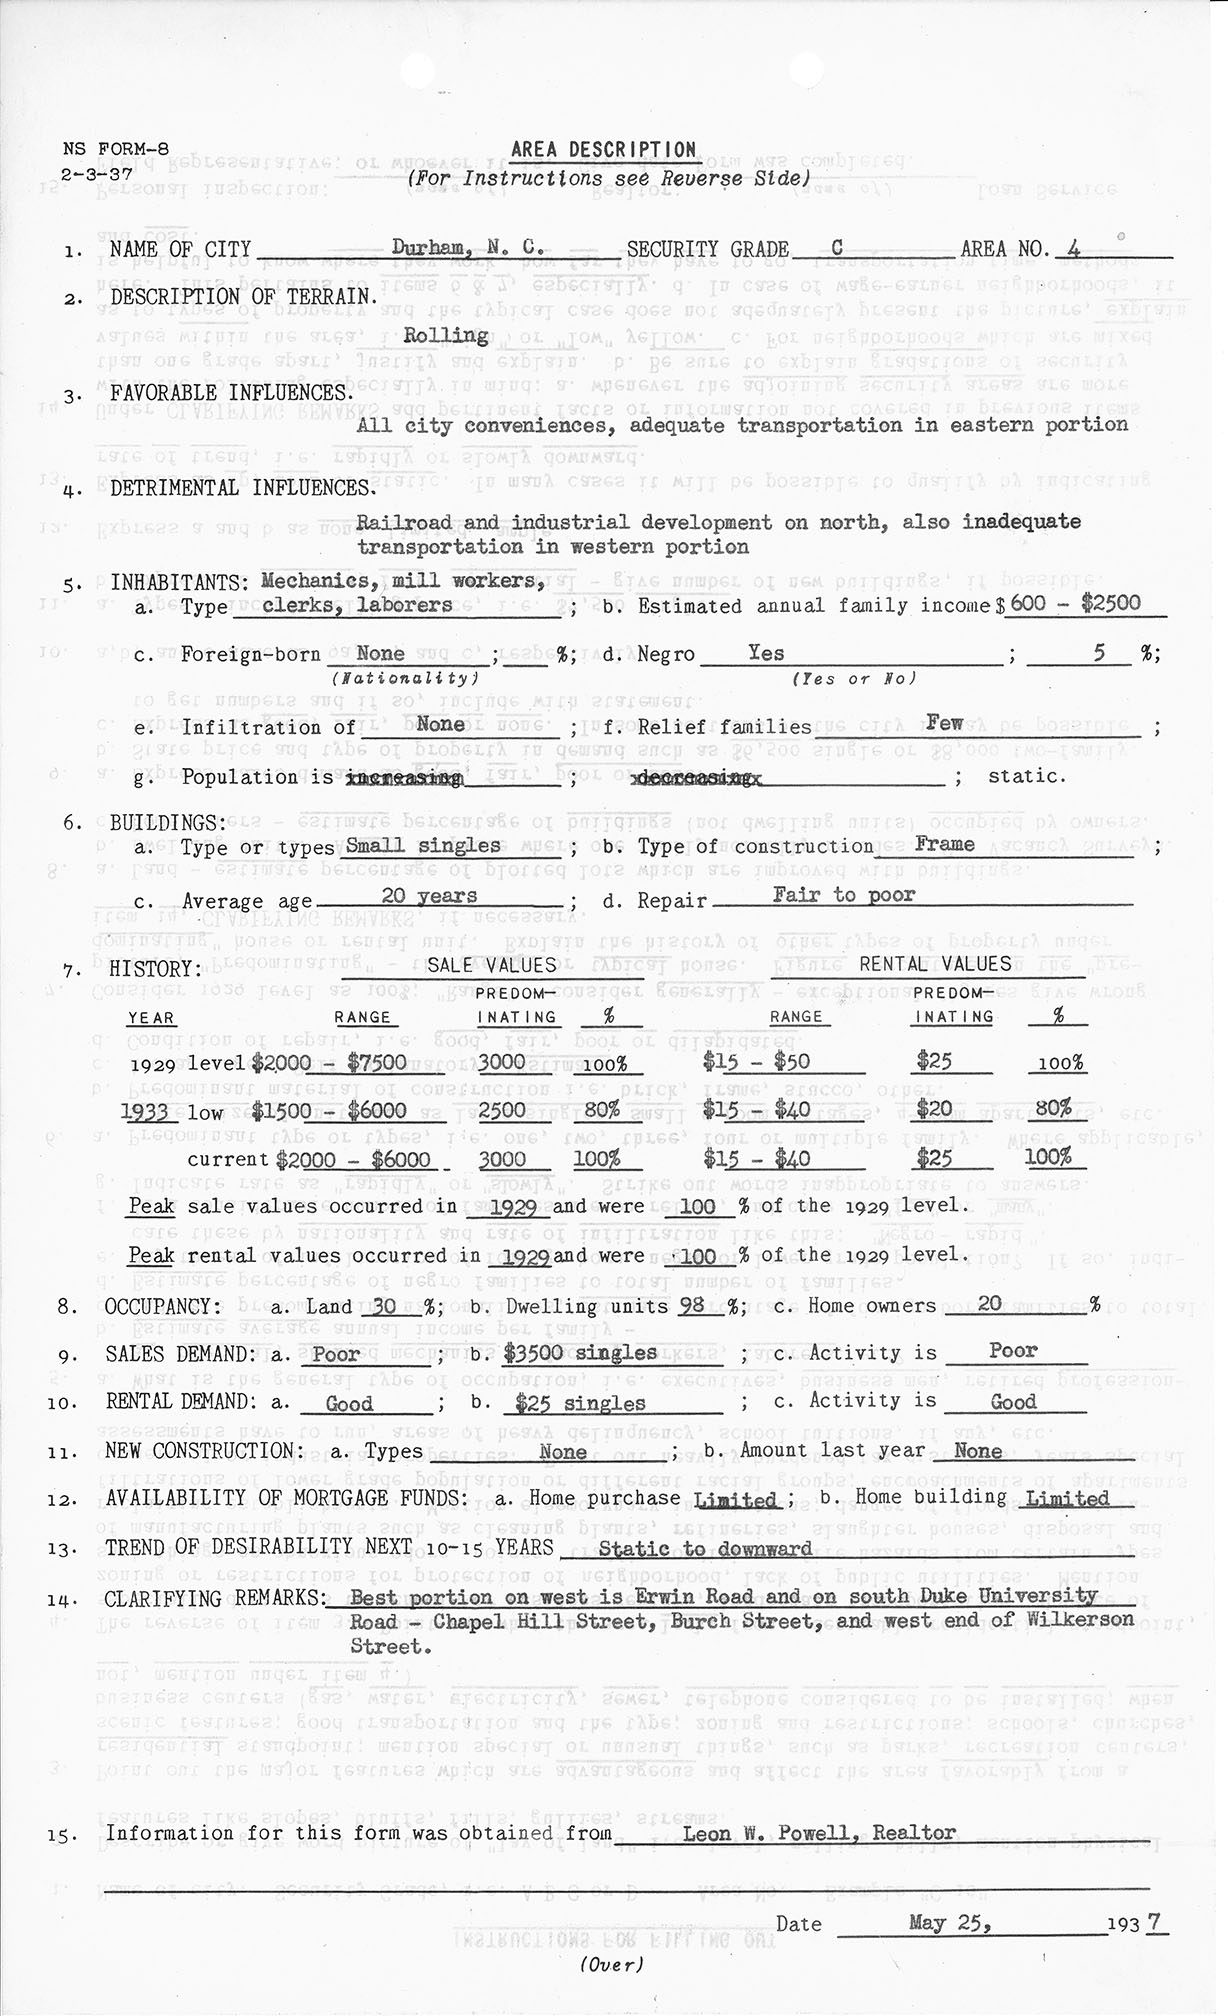 NS FORM-8
2-3-37
AREA DESCRIPTION
(For Instructions see Reverse Side)
1. NAME OF CITY Durham, N. C. SECURITY GRADE C AREA NO. 4
2. DESCRIPTION OF TERRAIN.
Rolling
3. FAVORABLE INFLUENCES.
All city conveniences, adequate transportation in eastern portion
4. DETRIMENTAL INFLUENCES.
Railroad and industrial development on north, also inadequate
transportation in western portion
5. INHABITANTS: Mechanics, mill workers,
a. Type clerks, laborers ; b. Estimated annual family income $ 600 - $2500
c. Foreign-born None ; %; d. Negro Yes ; 5 %;
(Nationality) (Yes or No)
e. Infiltration of None ; f. Relief families Few ;
g. Population is increasing ; decreasing ; static.
6. BUILDINGS:
a. Type or types Small singles ; b. Type of construction Frame ;
c. Average age 20 years ; d. Repair Fair to poor
7. HISTORY: SALE VALUES RENTAL VALUES
PREDOM- PREDOM-
YEAR RANGE INATING % RANGE INATING %
1929 level $2000 - $7500 3000 100% $15 - $50 $25 100%
1933 low $1500 - $6000 2500 80% $15 - $40 $20 80%
current $2000 - $6000 3000 100% $15 - $40 $25 100%
Peak sale values occurred in 1929 and were 100 % of the 1929 level.
Peak rental values occurred in 1929 and were 100 % of the 1929 level.
8. OCCUPANCY: a. Land 30 %; b. Dwelling units 98 %; c. Home owners 20 %
9. SALES DEMAND: a. Poor ; b. $3500 singles ; c. Activity is Poor
10. RENTAL DEMAND: a. Good ; b. $25 singles ; c. Activity is Good
11. NEW CONSTRUCTION: a. Types None ; b. Amount last year None
12. AVAILABILITY OF MORTGAGE FUNDS: a. Home purchase Limited ; b. Home building Limited
13. TREND OF DESIRABILITY NEXT 10-15 YEARS Static to downward
14. CLARIFYING REMARKS: Best portion on west is Erwin Road and on south Duke University
Road - Chapel Hill Street, Burch Street, and west end of Wilkerson
Street.
15. Information for this form was obtained from Leon W. Powell, Realtor
Date May 25, 1937
(Over)